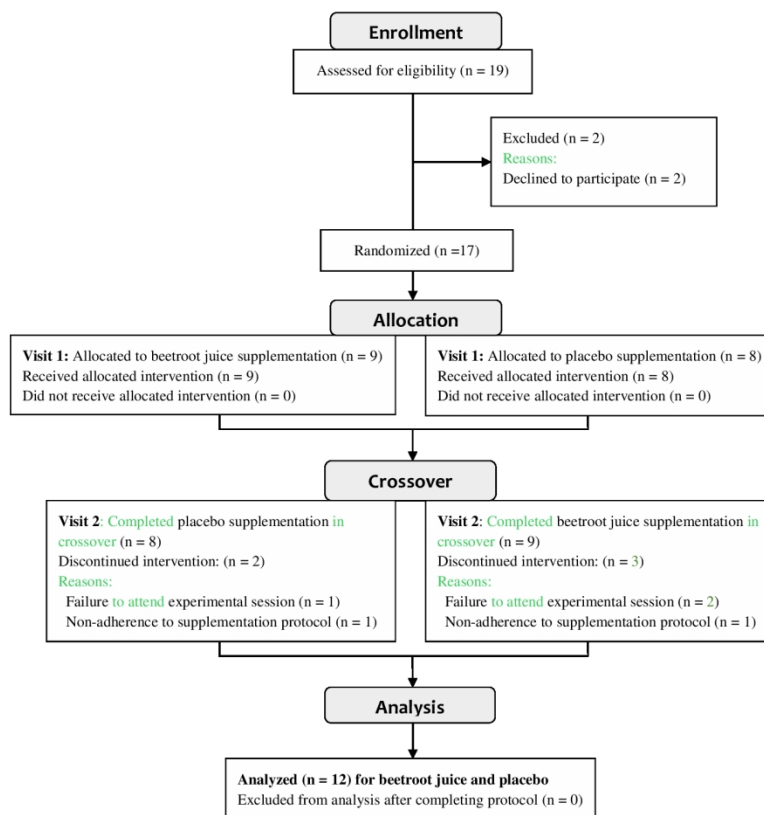 Enrollment
Assessed for eligibility (n = 19)
Excluded (n = 2)
Reasons:
Declined to participate (n = 2)
Randomized (n =17)
Allocation
Visit 1: Allocated to beetroot juice supplementation (n = 9)
Received allocated intervention (n = 9)
Did not receive allocated intervention (n = 0)
Visit 1: Allocated to placebo supplementation (n = 8)
Received allocated intervention (n = 8)
Did not receive allocated intervention (n = 0)
Crossover
Visit 2: Completed placebo supplementation in
crossover (n = 8)
Discontinued intervention: (n = 2)
Reasons:
Failure to attend experimental session (n = 1)
Non-adherence to supplementation protocol (n = 1)
Visit 2: Completed beetroot juice supplementation in
crossover (n = 9)
Discontinued intervention: (n = 3)
Reasons:
Failure to attend experimental session (n = 2)
Non-adherence to supplementation protocol (n = 1)
Analysis
Analyzed (n = 12) for beetroot juice and placebo
Excluded from analysis after completing protocol (n = 0)